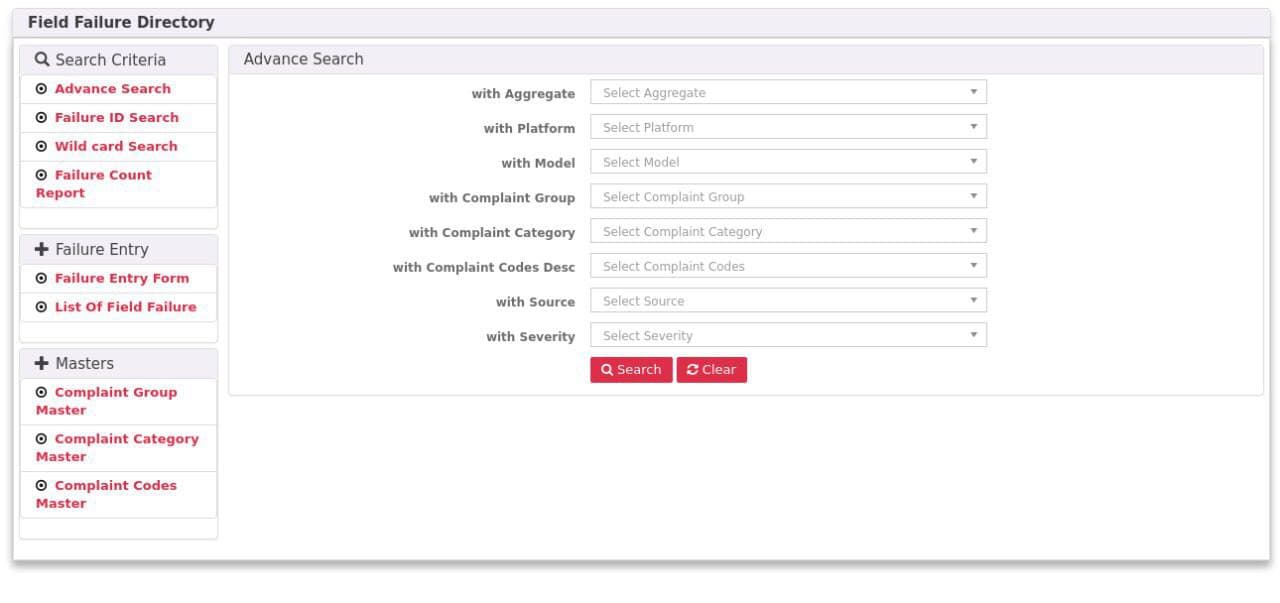 Field Failure Directory
Search Criteria
Advance Search
Failure ID Search
Wild card Search
Failure Count
Report
Failure Entry
Failure Entry Form
List Of Field Failure
Masters
Complaint Group
Master
Complaint Category
Master
Complaint Codes
Master
Advance Search
with Aggregate Select Aggregate
with Platform Select Platform
with Model Select Model
with Complaint Group Select Complaint Group
with Complaint Category Select Complaint Category
with Complaint Codes Desc Select Complaint Codes
with Source Select Source
with Severity Select Severity
Search Clear